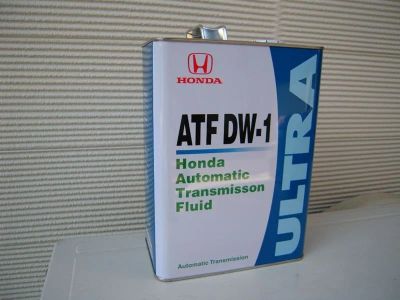 HONDA
ATF DW-1
Honda
Automatic
Transmisson
Fluid
ULTRA
Automatic Transmission